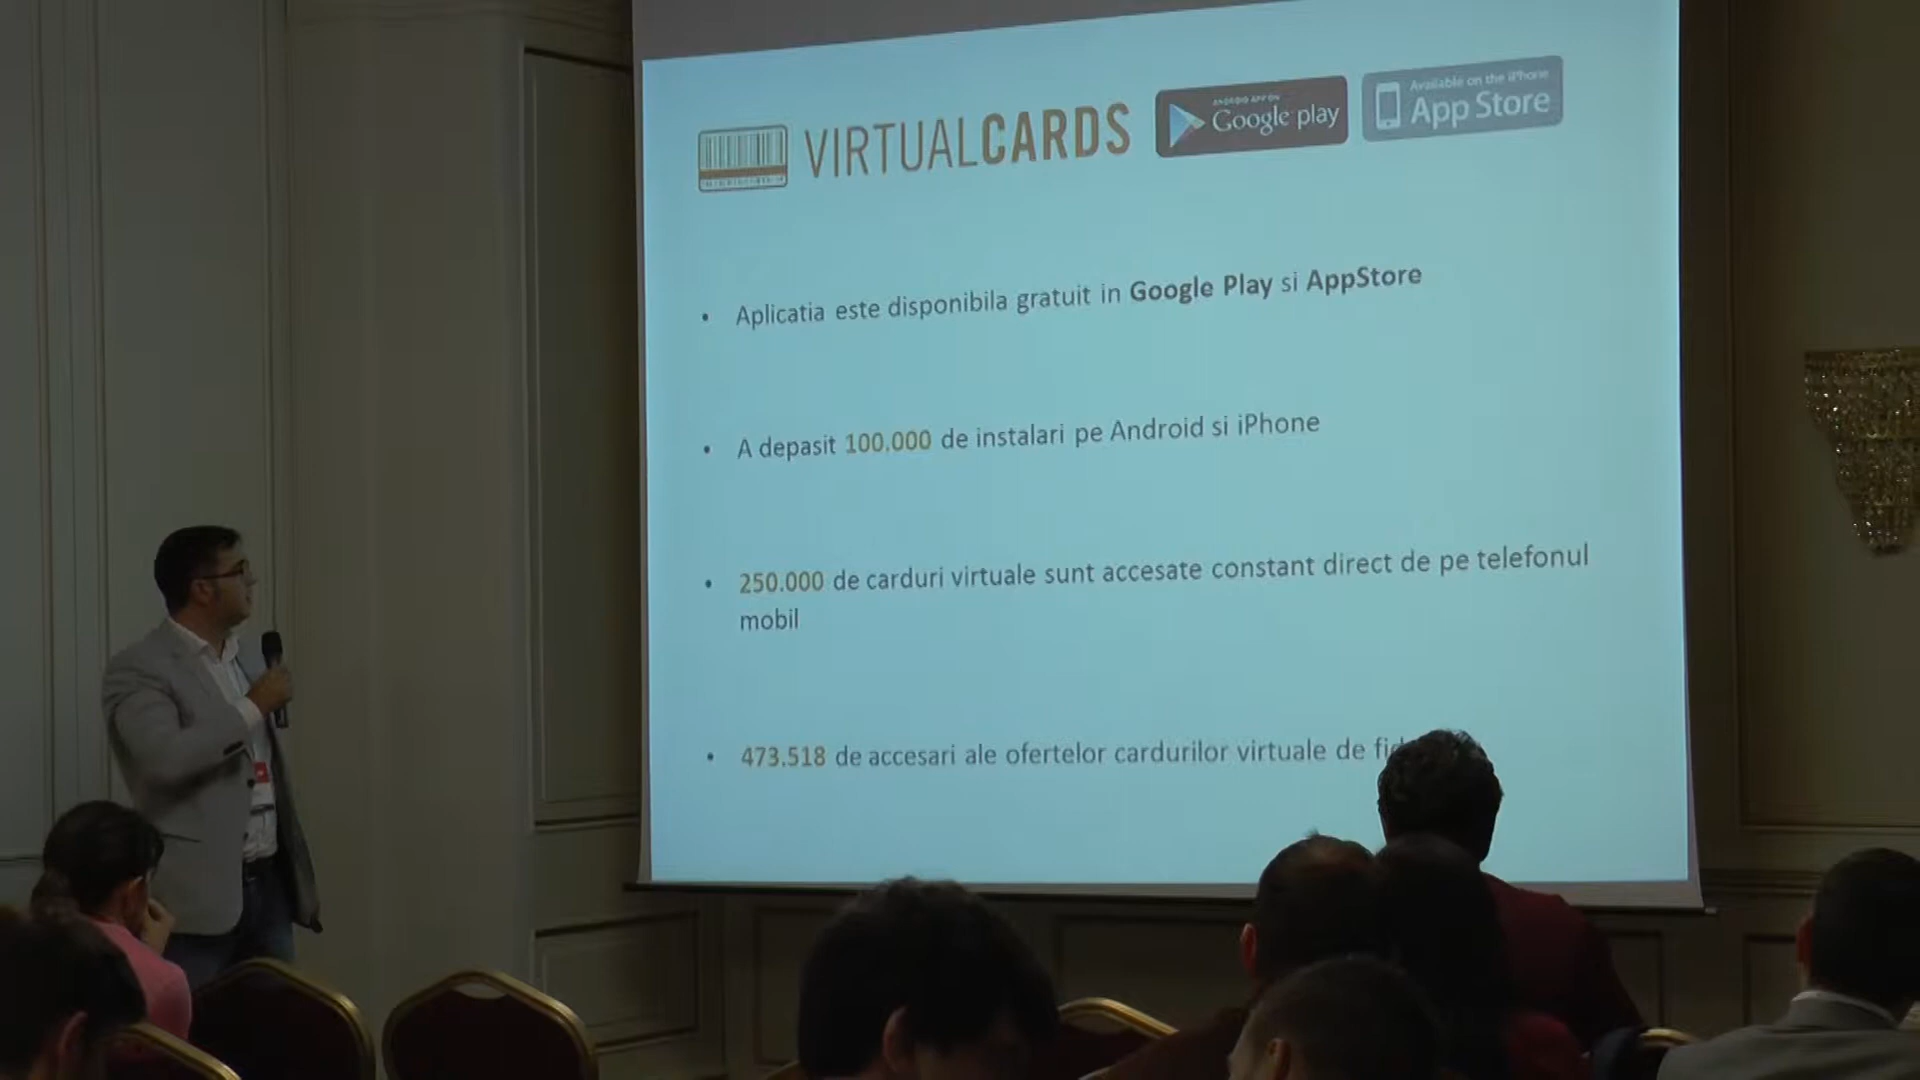 VIRTUALCARDS
ANDROID APP ON
Google play
Available on the iPhone
App Store
• Aplicatia este disponibila gratuit in Google Play si AppStore
• A depasit 100.000 de instalari pe Android si iPhone
• 250.000 de carduri virtuale sunt accesate constant direct de pe telefonul
mobil
• 473.518 de accesari ale ofertelor cardurilor virtuale de